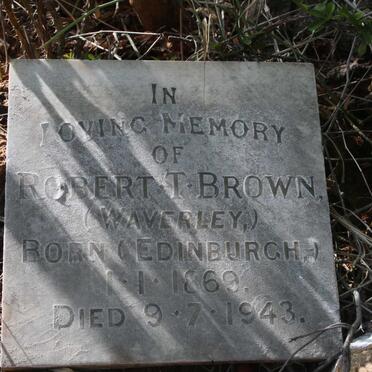 IN
LOVING MEMORY
OF
ROBERT·T·BROWN,
(WAVERLEY,)
BORN (EDINBURGH,)
1·1·1869.
DIED 9·7·1943.